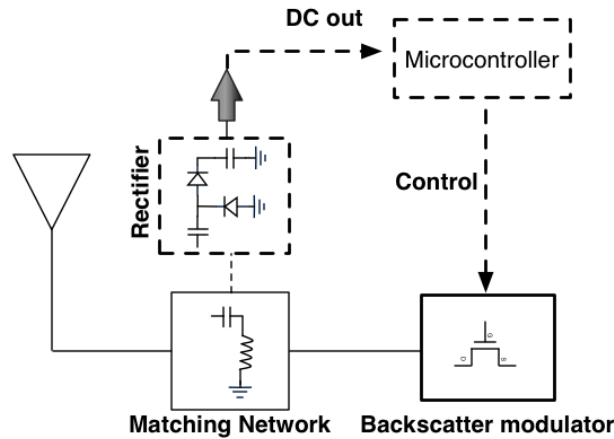 DC out
Microcontroller
Rectifier
Control
G
D
Matching Network
Backscatter modulator